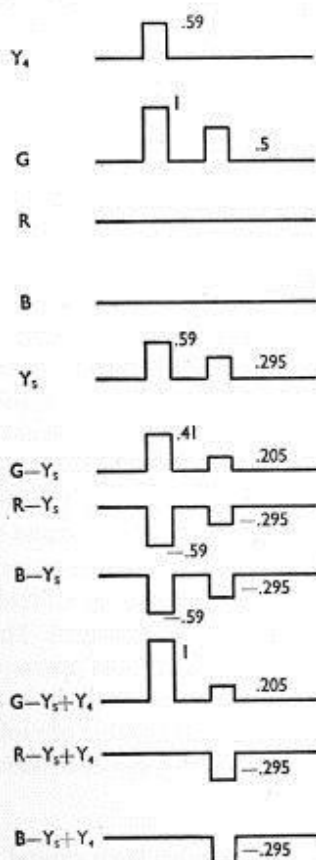 .59
Y₄
1
.5
G
R
B
.59
.295
Y₅
.41
.205
G—Y₅
R—Y₅
—.295
—.59
B—Y₅
—.295
—.59
1
.205
G—Y₅+Y₄
R—Y₅+Y₄
—.295
B—Y₅+Y₄
—.295